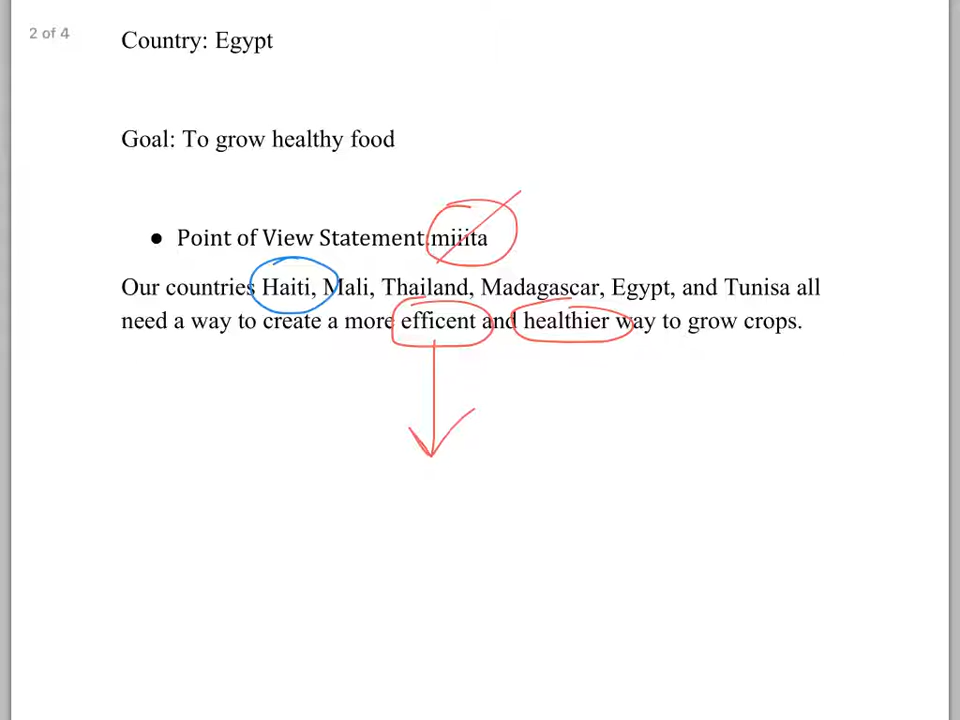 2 of 4
Country: Egypt
Goal: To grow healthy food
● Point of View Statement:mijita
Our countries Haiti, Mali, Thailand, Madagascar, Egypt, and Tunisa all
need a way to create a more efficent and healthier way to grow crops.